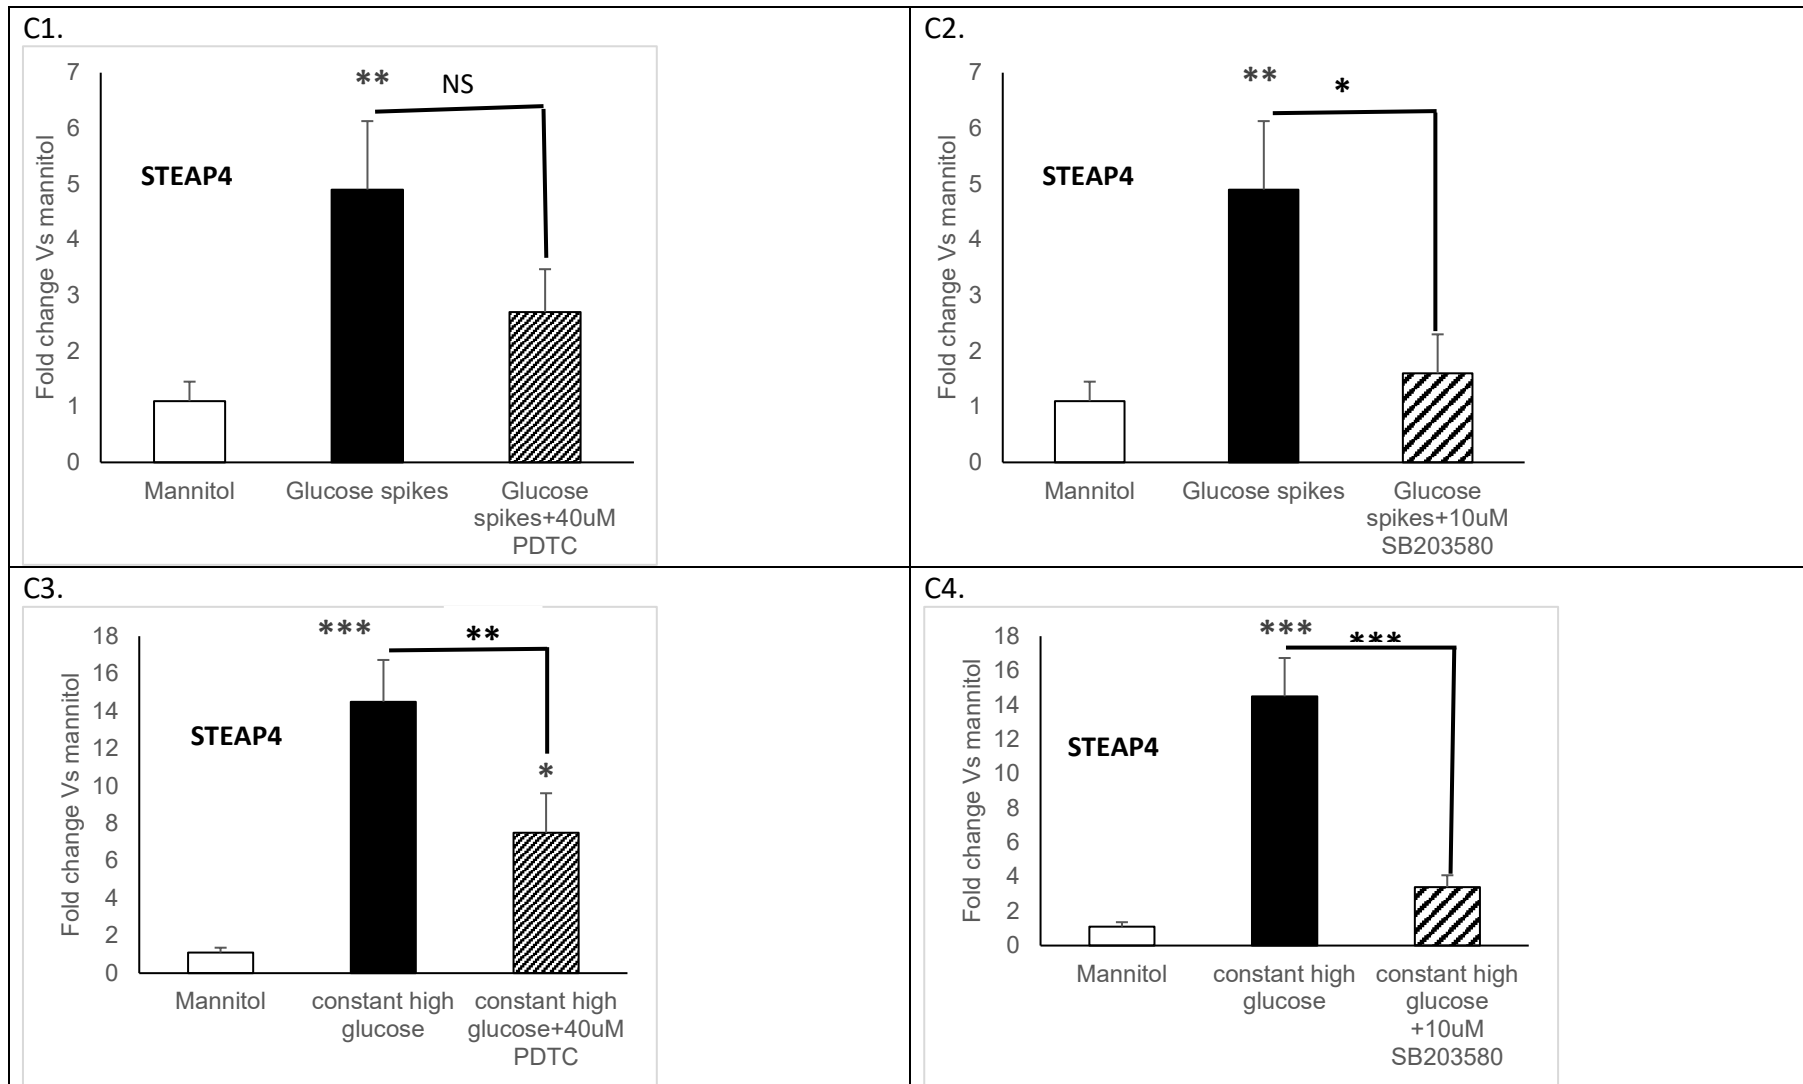 C1.
7
6
5
4
3
2
1
0
Fold change Vs mannitol
**
NS
STEAP4
Mannitol
Glucose spikes
Glucose
spikes+40uM
PDTC
C2.
7
6
5
4
3
2
1
0
Fold change Vs mannitol
**
*
STEAP4
Mannitol
Glucose spikes
Glucose
spikes+10uM
SB203580
C3.
18
16
14
12
10
8
6
4
2
0
Fold change Vs mannitol
***
**
*
STEAP4
Mannitol
constant high
glucose
constant high
glucose+40uM
PDTC
C4.
18
16
14
12
10
8
6
4
2
0
Fold change Vs mannitol
***
***
STEAP4
Mannitol
constant high
glucose
constant high
glucose
+10uM
SB203580